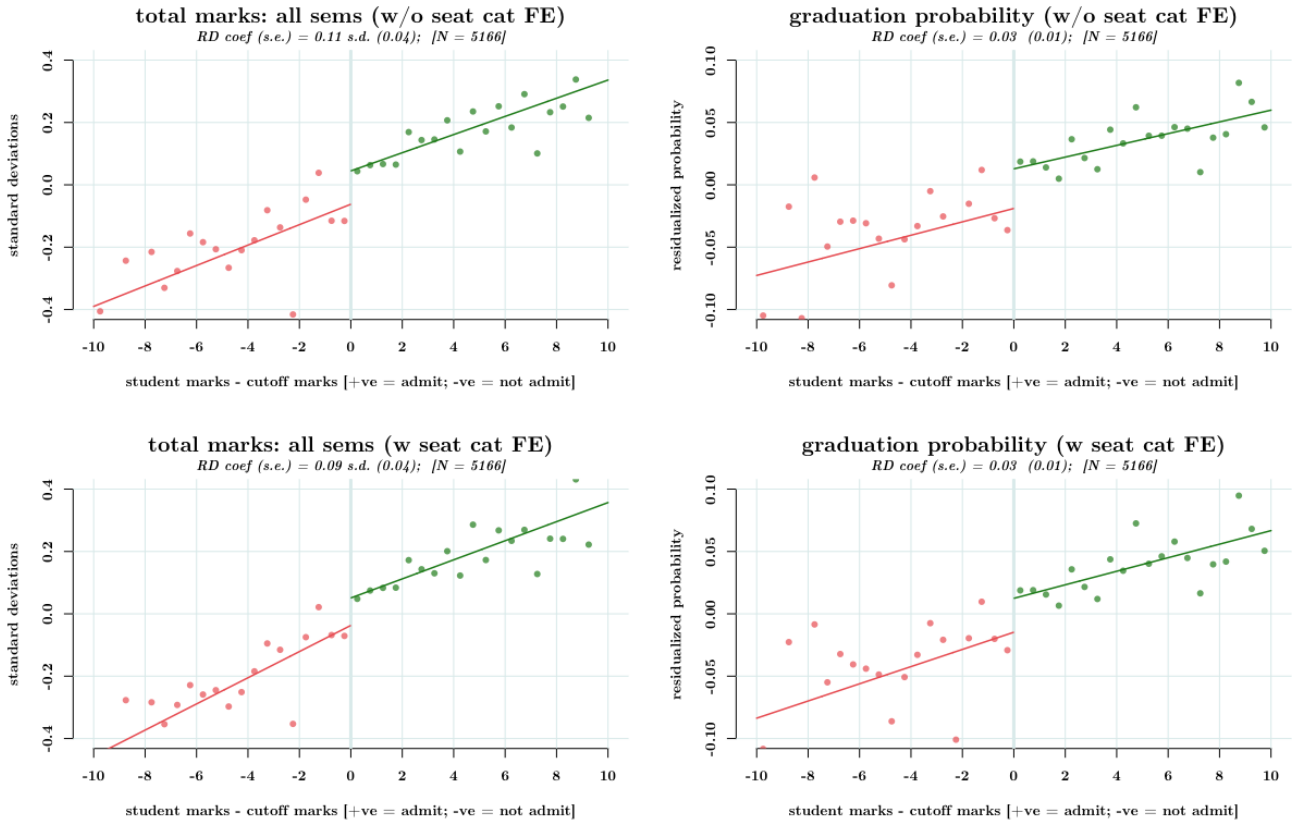 total marks: all sems (w/o seat cat FE)
RD coef (s.e.) = 0.11 s.d. (0.04);  [N = 5166]
standard deviations
0.4
0.2
0.0
-0.2
-0.4
-10 -8 -6 -4 -2 0 2 4 6 8 10
student marks - cutoff marks [+ve = admit; -ve = not admit]
graduation probability (w/o seat cat FE)
RD coef (s.e.) = 0.03  (0.01);  [N = 5166]
residualized probability
0.10
0.05
0.00
-0.05
-0.10
-10 -8 -6 -4 -2 0 2 4 6 8 10
student marks - cutoff marks [+ve = admit; -ve = not admit]
total marks: all sems (w seat cat FE)
RD coef (s.e.) = 0.09 s.d. (0.04);  [N = 5166]
standard deviations
0.4
0.2
0.0
-0.2
-0.4
-10 -8 -6 -4 -2 0 2 4 6 8 10
student marks - cutoff marks [+ve = admit; -ve = not admit]
graduation probability (w seat cat FE)
RD coef (s.e.) = 0.03  (0.01);  [N = 5166]
residualized probability
0.10
0.05
0.00
-0.05
-0.10
-10 -8 -6 -4 -2 0 2 4 6 8 10
student marks - cutoff marks [+ve = admit; -ve = not admit]